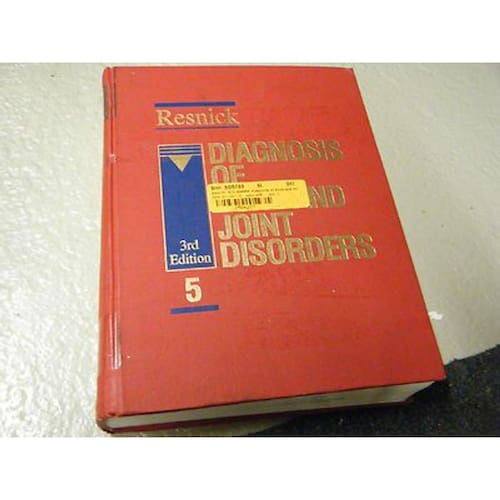 Resnick
DIAGNOSIS
OF
AND
JOINT
DISORDERS
3rd
Edition
5